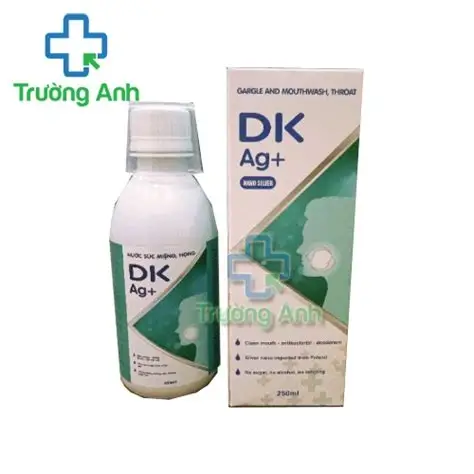 Trường Anh
GARGLE AND MOUTHWASH, THROAT
DK
Ag+
NANO SILVER
NƯỚC SÚC MIỆNG, HỌNG
DK
Ag+
Trường Anh
Clean mouth - antibacterial - deodorant
Silver nano imported from Poland
No sugar, no alcohol, no
250ml